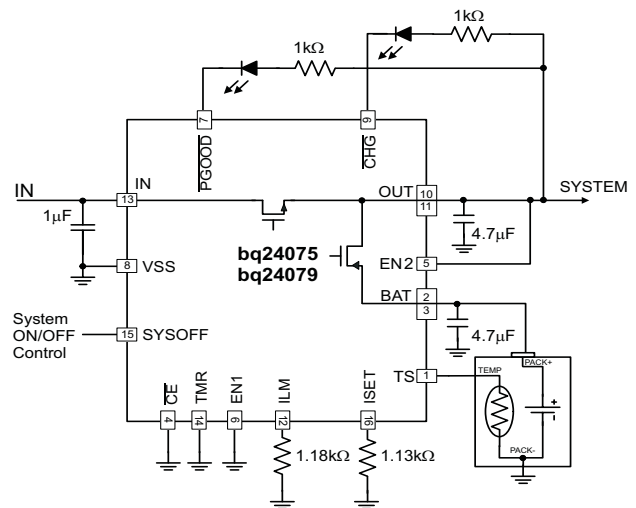 1kΩ
1kΩ
7
9
PGOOD
CHG
IN
IN
13
OUT
10
11
SYSTEM
1μF
4.7μF
bq24075
bq24079
EN2
5
8
VSS
BAT
2
3
System
ON/OFF
Control
15
SYSOFF
4.7μF
TS
1
TEMP
PACK+
+
-
PACK-
CE
TMR
EN1
ILM
ISET
4
14
6
12
16
1.18kΩ
1.13kΩ